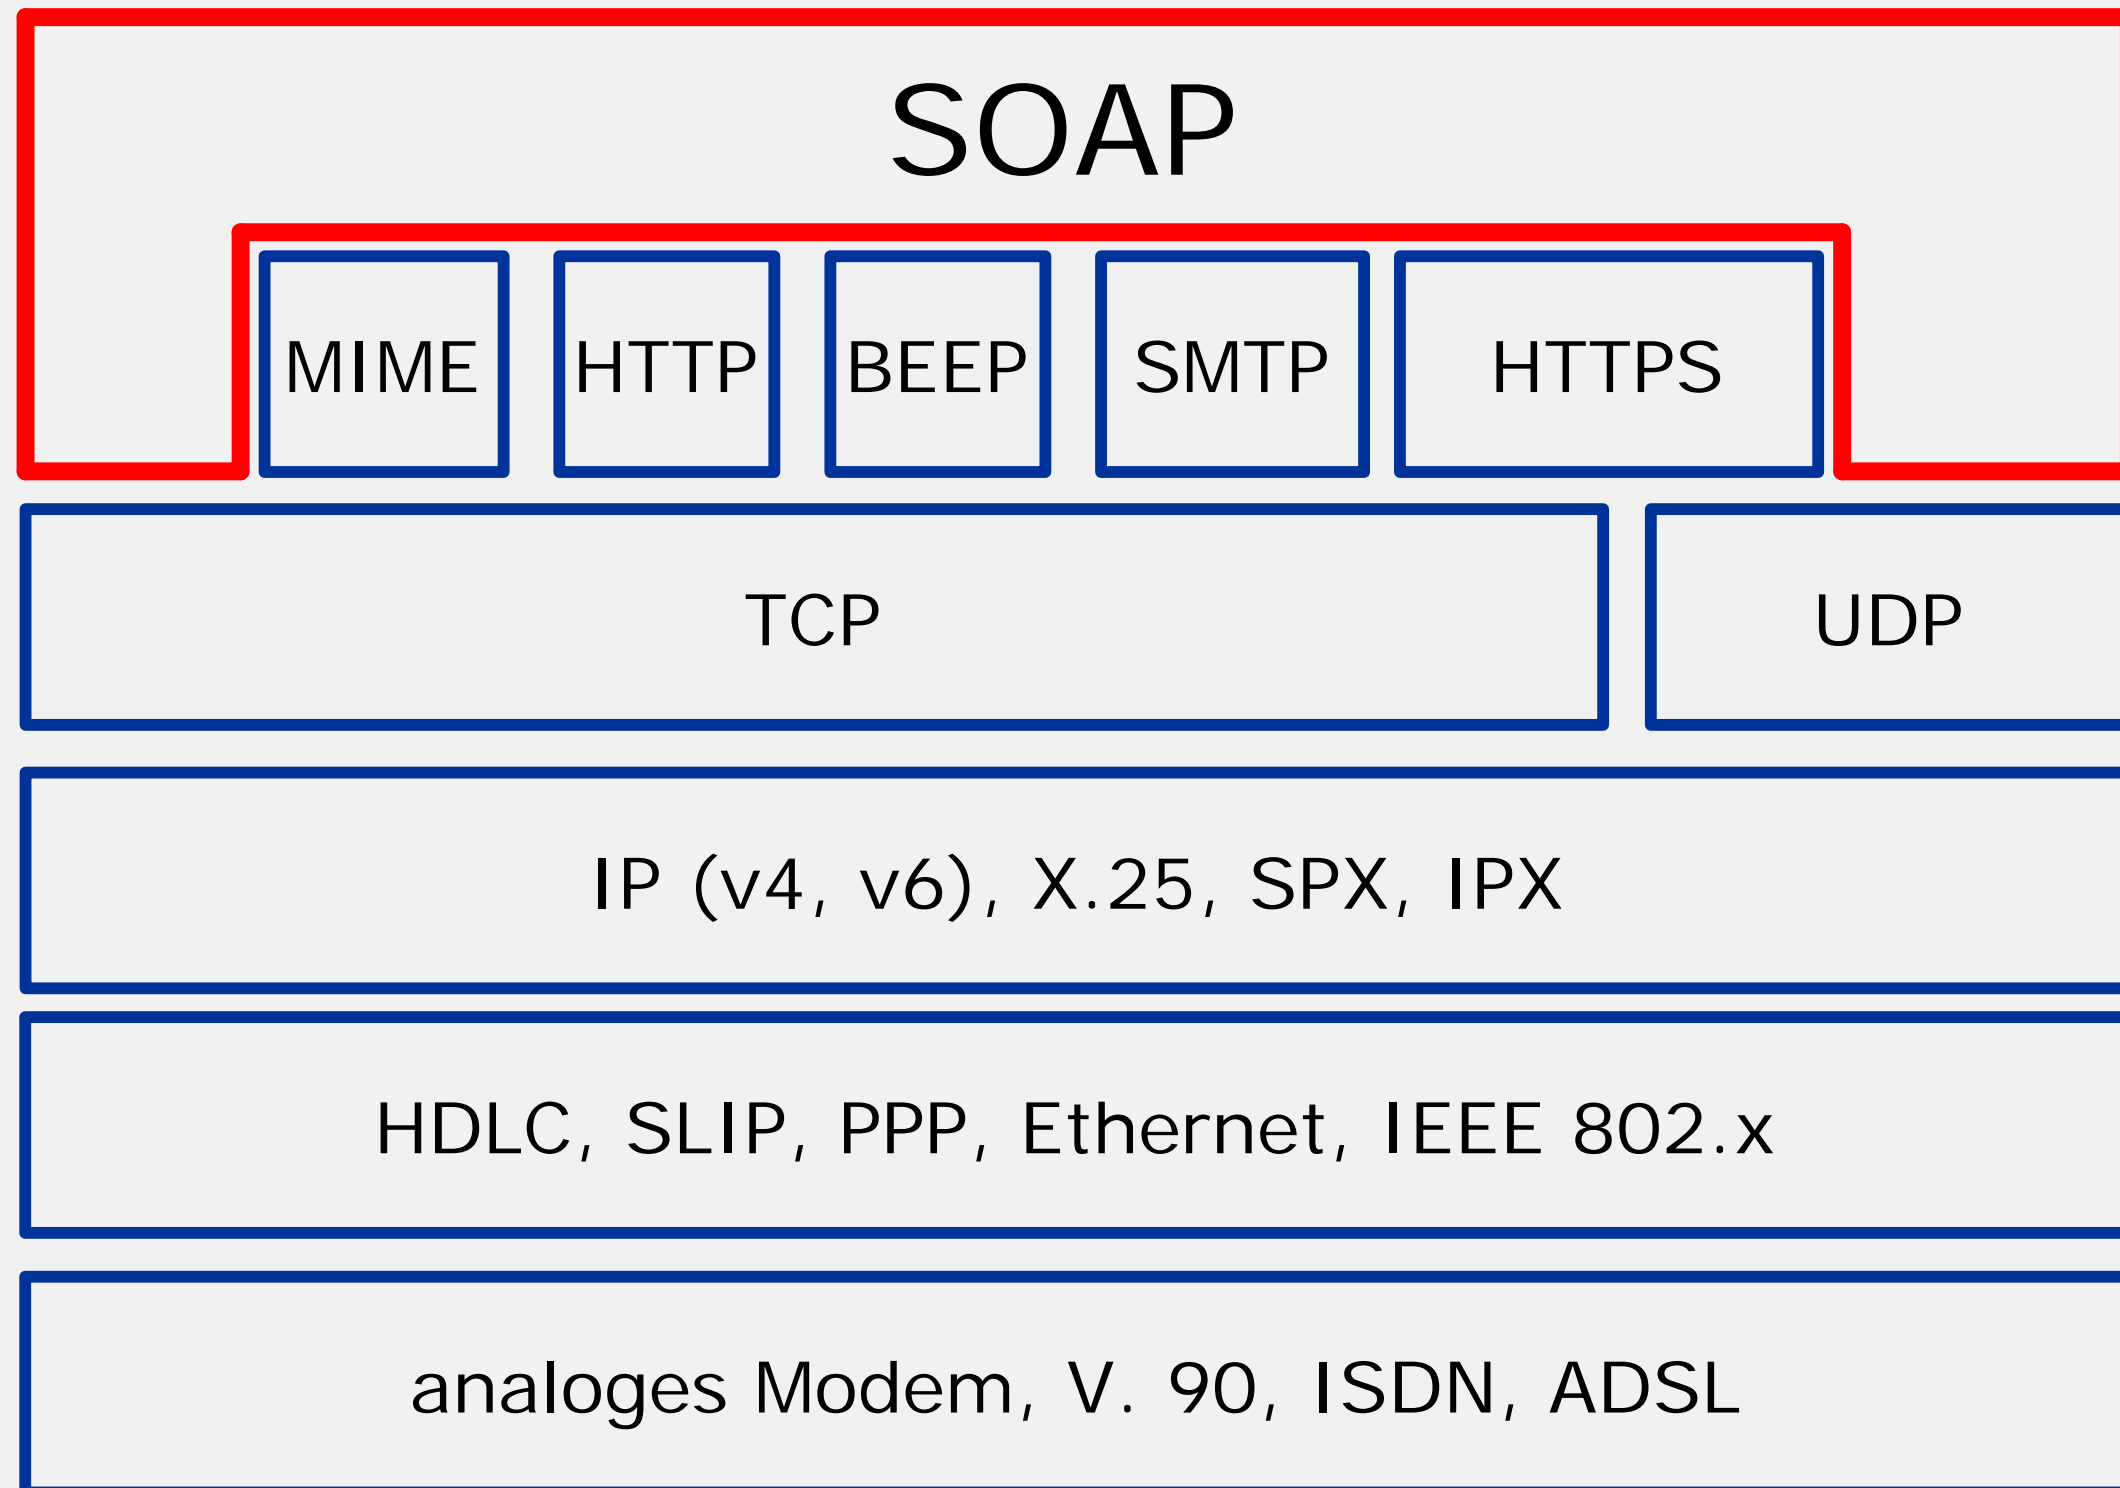 SOAP
MIME HTTP BEEP SMTP HTTPS
TCP UDP
IP (v4, v6), X.25, SPX, IPX
HDLC, SLIP, PPP, Ethernet, IEEE 802.x
analoges Modem, V. 90, ISDN, ADSL